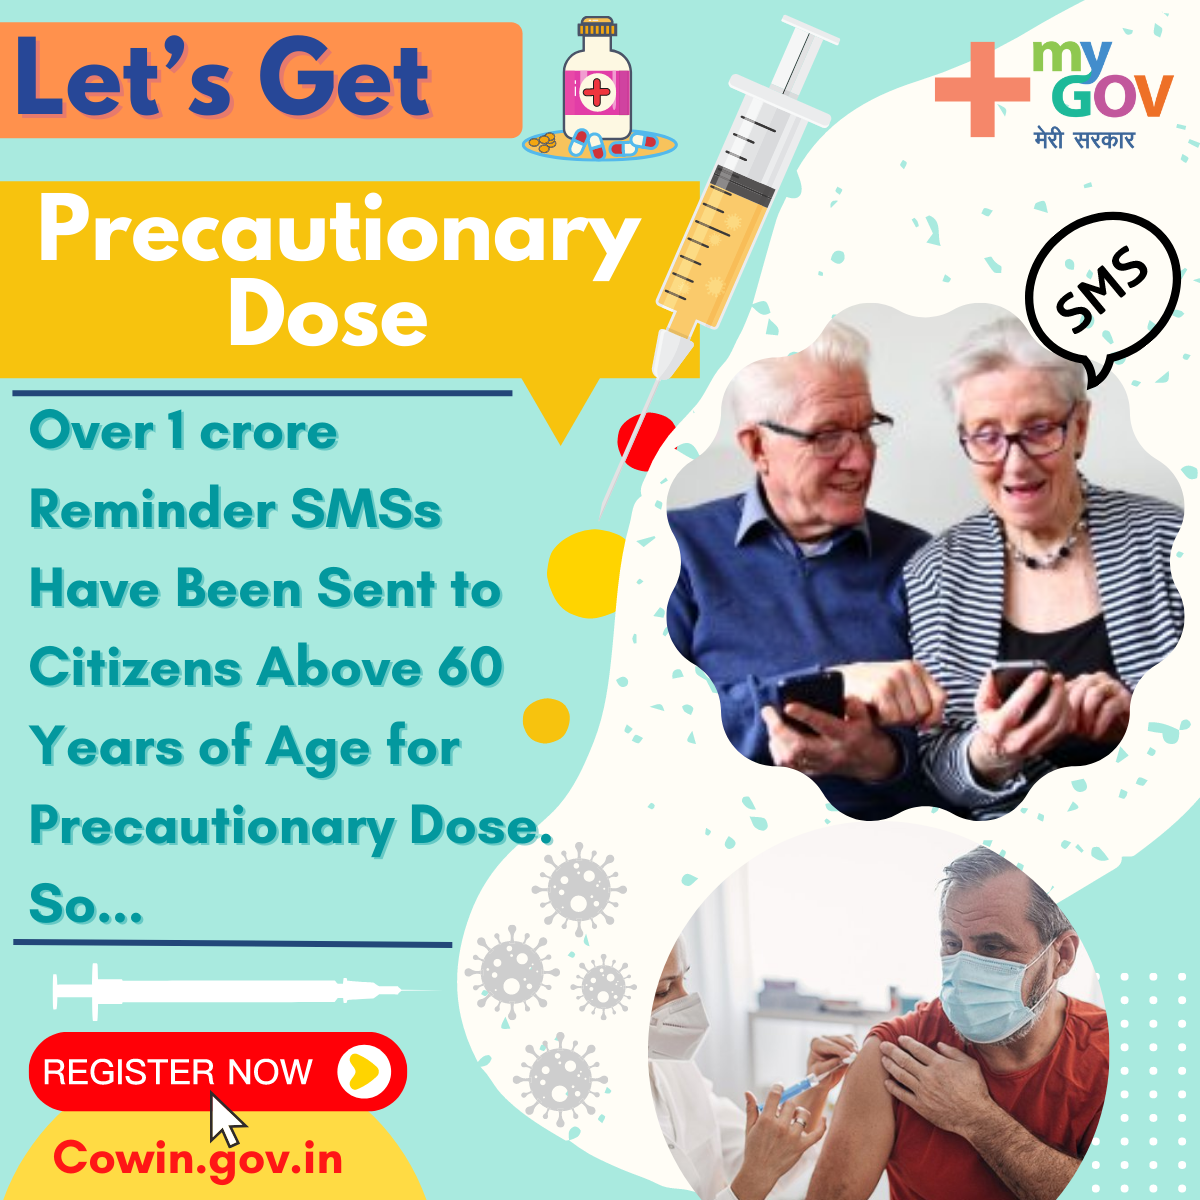 Let's Get
my
GOV
मेरी सरकार
Precautionary
Dose
SMS
Over 1 crore
Reminder SMSs
Have Been Sent to
Citizens Above 60
Years of Age for
Precautionary Dose.
So...
REGISTER NOW
Cowin.gov.in